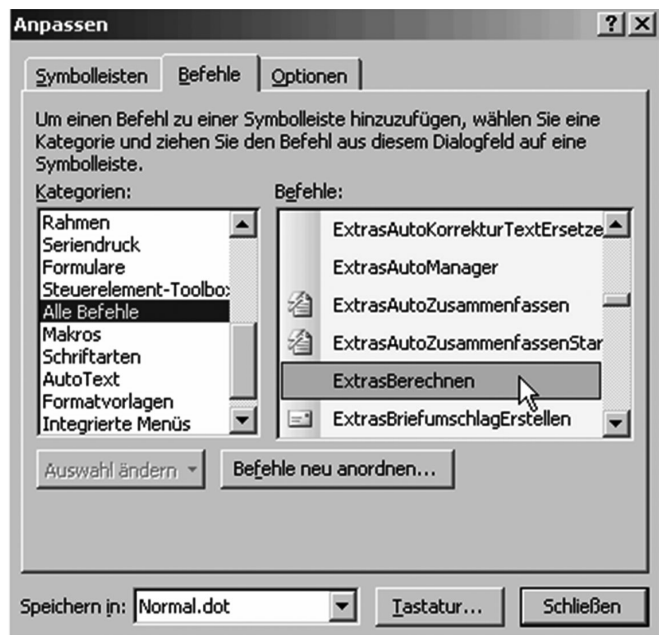 Anpassen
Symbolleisten
Befehle
Optionen
Um einen Befehl zu einer Symbolleiste hinzuzufügen, wählen Sie eine
Kategorie und ziehen Sie den Befehl aus diesem Dialogfeld auf eine
Symbolleiste.
Kategorien:
Rahmen
Seriendruck
Formulare
Steuerelement-Toolbox
Alle Befehle
Makros
Schriftarten
AutoText
Formatvorlagen
Integrierte Menüs
Befehle:
ExtrasAutoKorrekturTextErsetze
ExtrasAutoManager
ExtrasAutoZusammenfassen
ExtrasAutoZusammenfassenStar
ExtrasBerechnen
ExtrasBriefumschlagErstellen
Auswahl ändern
Befehle neu anordnen...
Speichern in:
Normal.dot
Tastatur...
Schließen